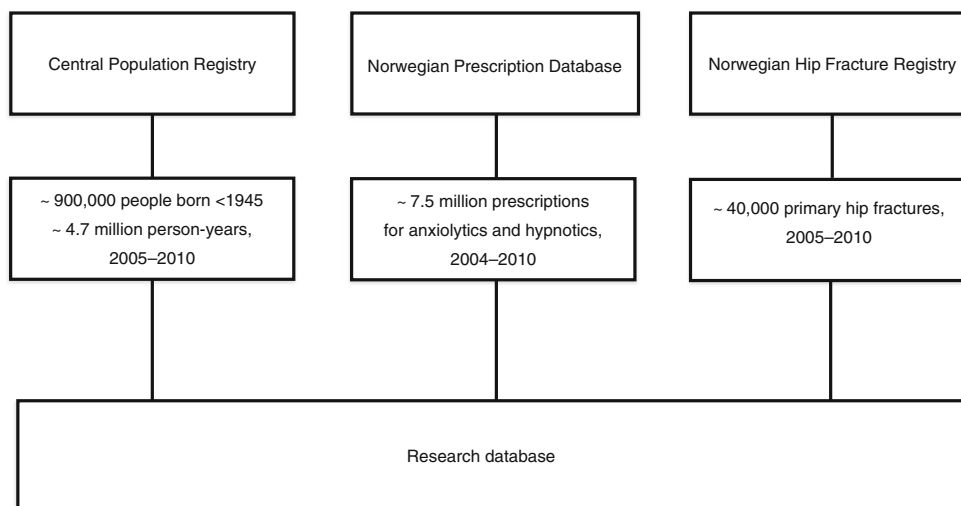 Central Population Registry
Norwegian Prescription Database
Norwegian Hip Fracture Registry
~ 900,000 people born <1945
~ 4.7 million person-years,
2005–2010
~ 7.5 million prescriptions
for anxiolytics and hypnotics,
2004–2010
~ 40,000 primary hip fractures,
2005–2010
Research database